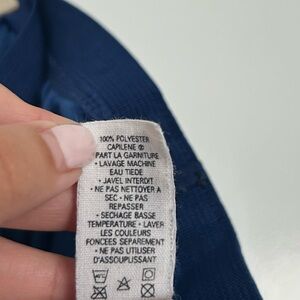 100% POLYESTER
CAPILENE ®
* PART LA GARNITURE
• LAVAGE MACHINE
EAU TIEDE
• JAVEL INTERDIT
• NE PAS NETTOYER A
SEC • NE PAS
REPASSER
• SECHAGE BASSE
TEMPERATURE • LAVER
LES COULEURS
FONCEES SEPAREMENT
• NE PAS UTILISER
D'ASSOUPLISSANT